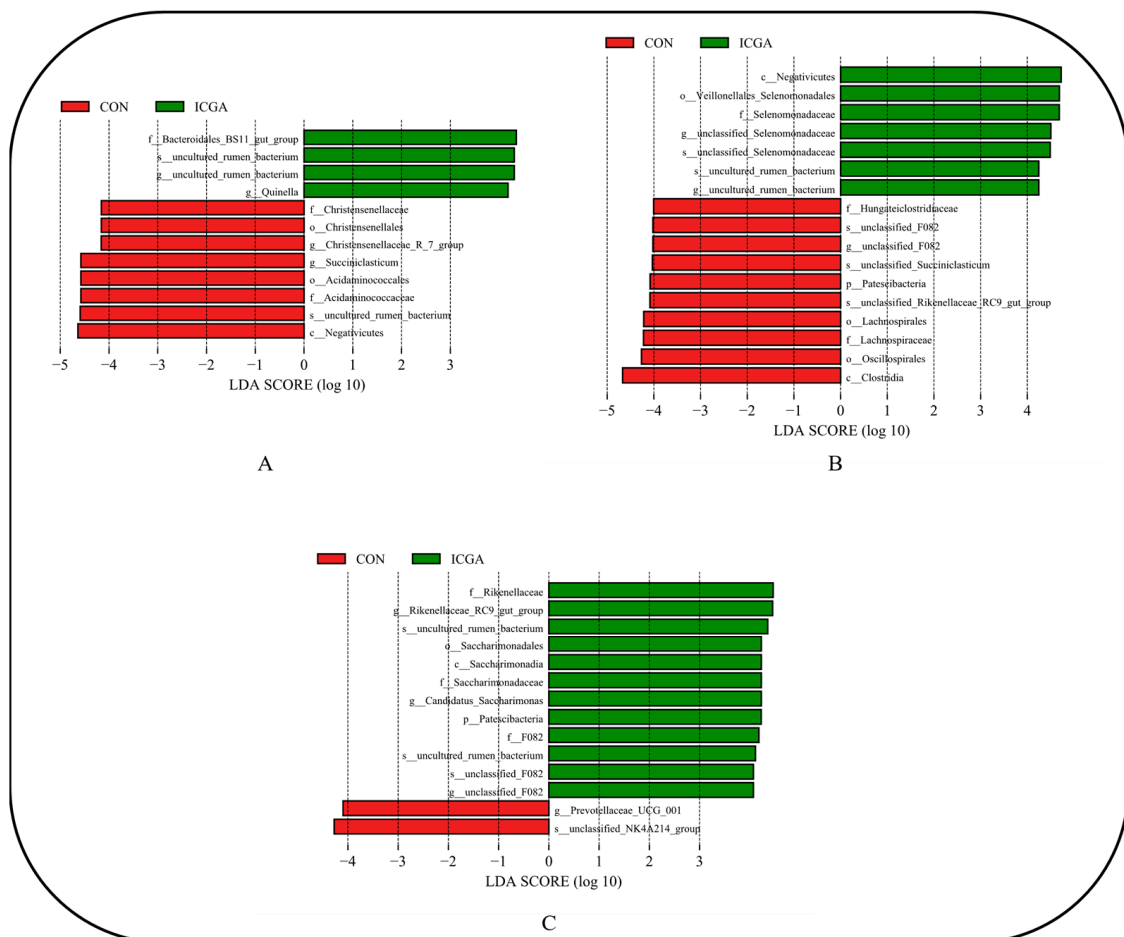 CON ICGA
f__Bacteroidales_BS11_gut_group
s__uncultured_rumen_bacterium
g__uncultured_rumen_bacterium
g__Quinella
f__Christensenellaceae
o__Christensenellales
g__Christensenellaceae_R_7_group
g__Succiniclasticum
o__Acidaminococcales
f__Acidaminococcaceae
s__uncultured_rumen_bacterium
c__Negativicutes
−5 −4 −3 −2 −1 0 1 2 3
LDA SCORE (log 10)
A
CON ICGA
c__Negativicutes
o__Veillonellales_Selenomonadales
f__Selenomonadaceae
g__unclassified_Selenomonadaceae
s__unclassified_Selenomonadaceae
s__uncultured_rumen_bacterium
g__uncultured_rumen_bacterium
f__Hungateiclostridiaceae
s__unclassified_F082
g__unclassified_F082
s__unclassified_Succiniclasticum
p__Patescibacteria
s__unclassified_Rikenellaceae_RC9_gut_group
o__Lachnospirales
f__Lachnospiraceae
o__Oscillospirales
c__Clostridia
−5 −4 −3 −2 −1 0 1 2 3 4
LDA SCORE (log 10)
B
CON ICGA
f__Rikenellaceae
g__Rikenellaceae_RC9_gut_group
s__uncultured_rumen_bacterium
o__Saccharimonadales
c__Saccharimonadia
f__Saccharimonadaceae
g__Candidatus_Saccharimonas
p__Patescibacteria
f__F082
s__uncultured_rumen_bacterium
s__unclassified_F082
g__unclassified_F082
g__Prevotellaceae_UCG_001
s__unclassified_NK4A214_group
−4 −3 −2 −1 0 1 2 3
LDA SCORE (log 10)
C